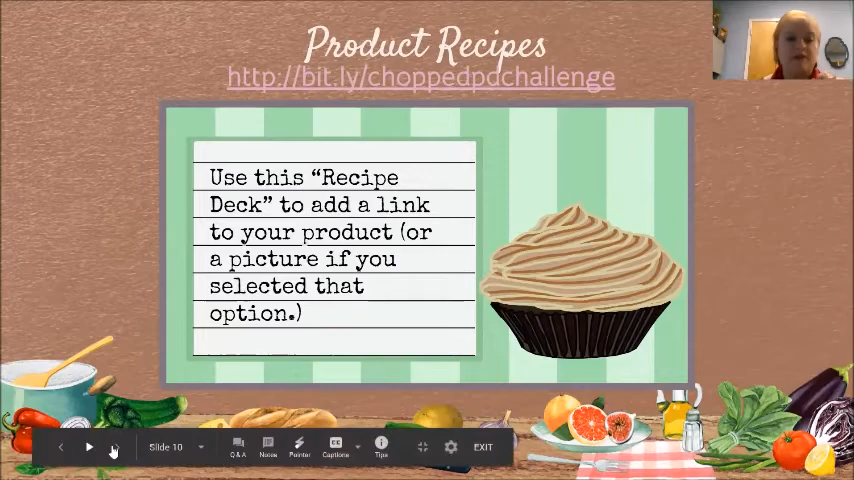 Product Recipes
http://bit.ly/choppedpdchallenge
Use this “Recipe
Deck” to add a link
to your product (or
a picture if you
selected that
option.)
Slide 10
Q & A
Notes
Pointer
Captions
Tips
EXIT